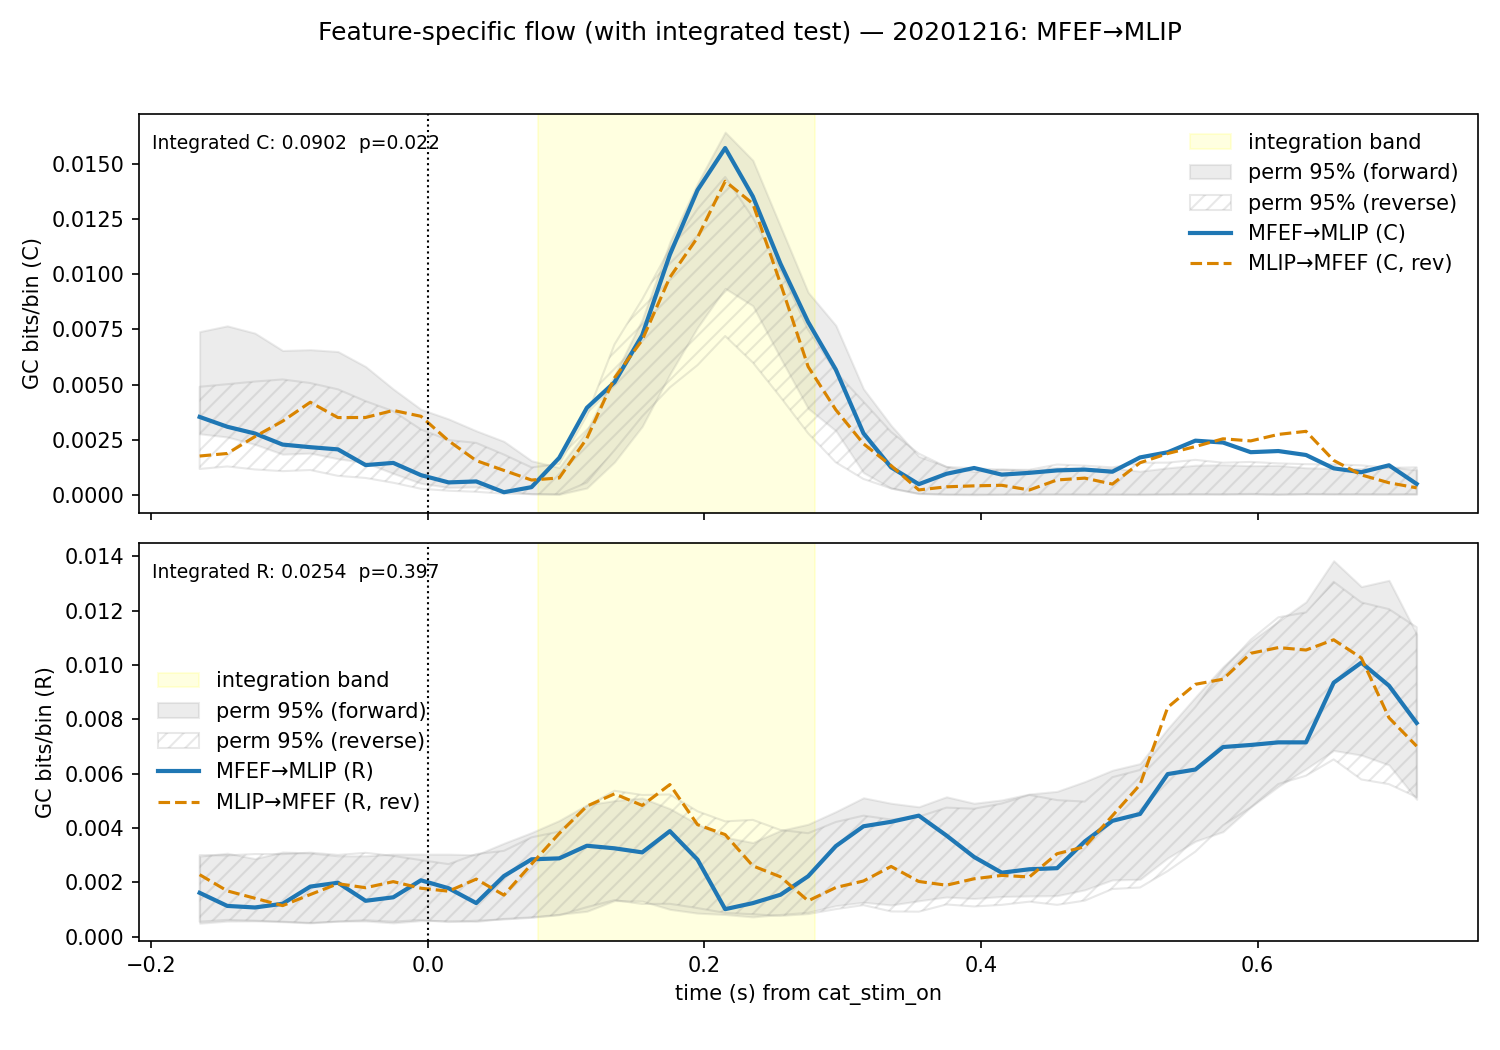 Feature-specific flow (with integrated test) — 20201216: MFEF→MLIP
Integrated C: 0.0902  p=0.022
integration band
perm 95% (forward)
perm 95% (reverse)
MFEF→MLIP (C)
MLIP→MFEF (C, rev)
GC bits/bin (C)
0.0150
0.0125
0.0100
0.0075
0.0050
0.0025
0.0000
Integrated R: 0.0254  p=0.397
integration band
perm 95% (forward)
perm 95% (reverse)
MFEF→MLIP (R)
MLIP→MFEF (R, rev)
GC bits/bin (R)
0.014
0.012
0.010
0.008
0.006
0.004
0.002
0.000
−0.2 0.0 0.2 0.4 0.6
time (s) from cat_stim_on